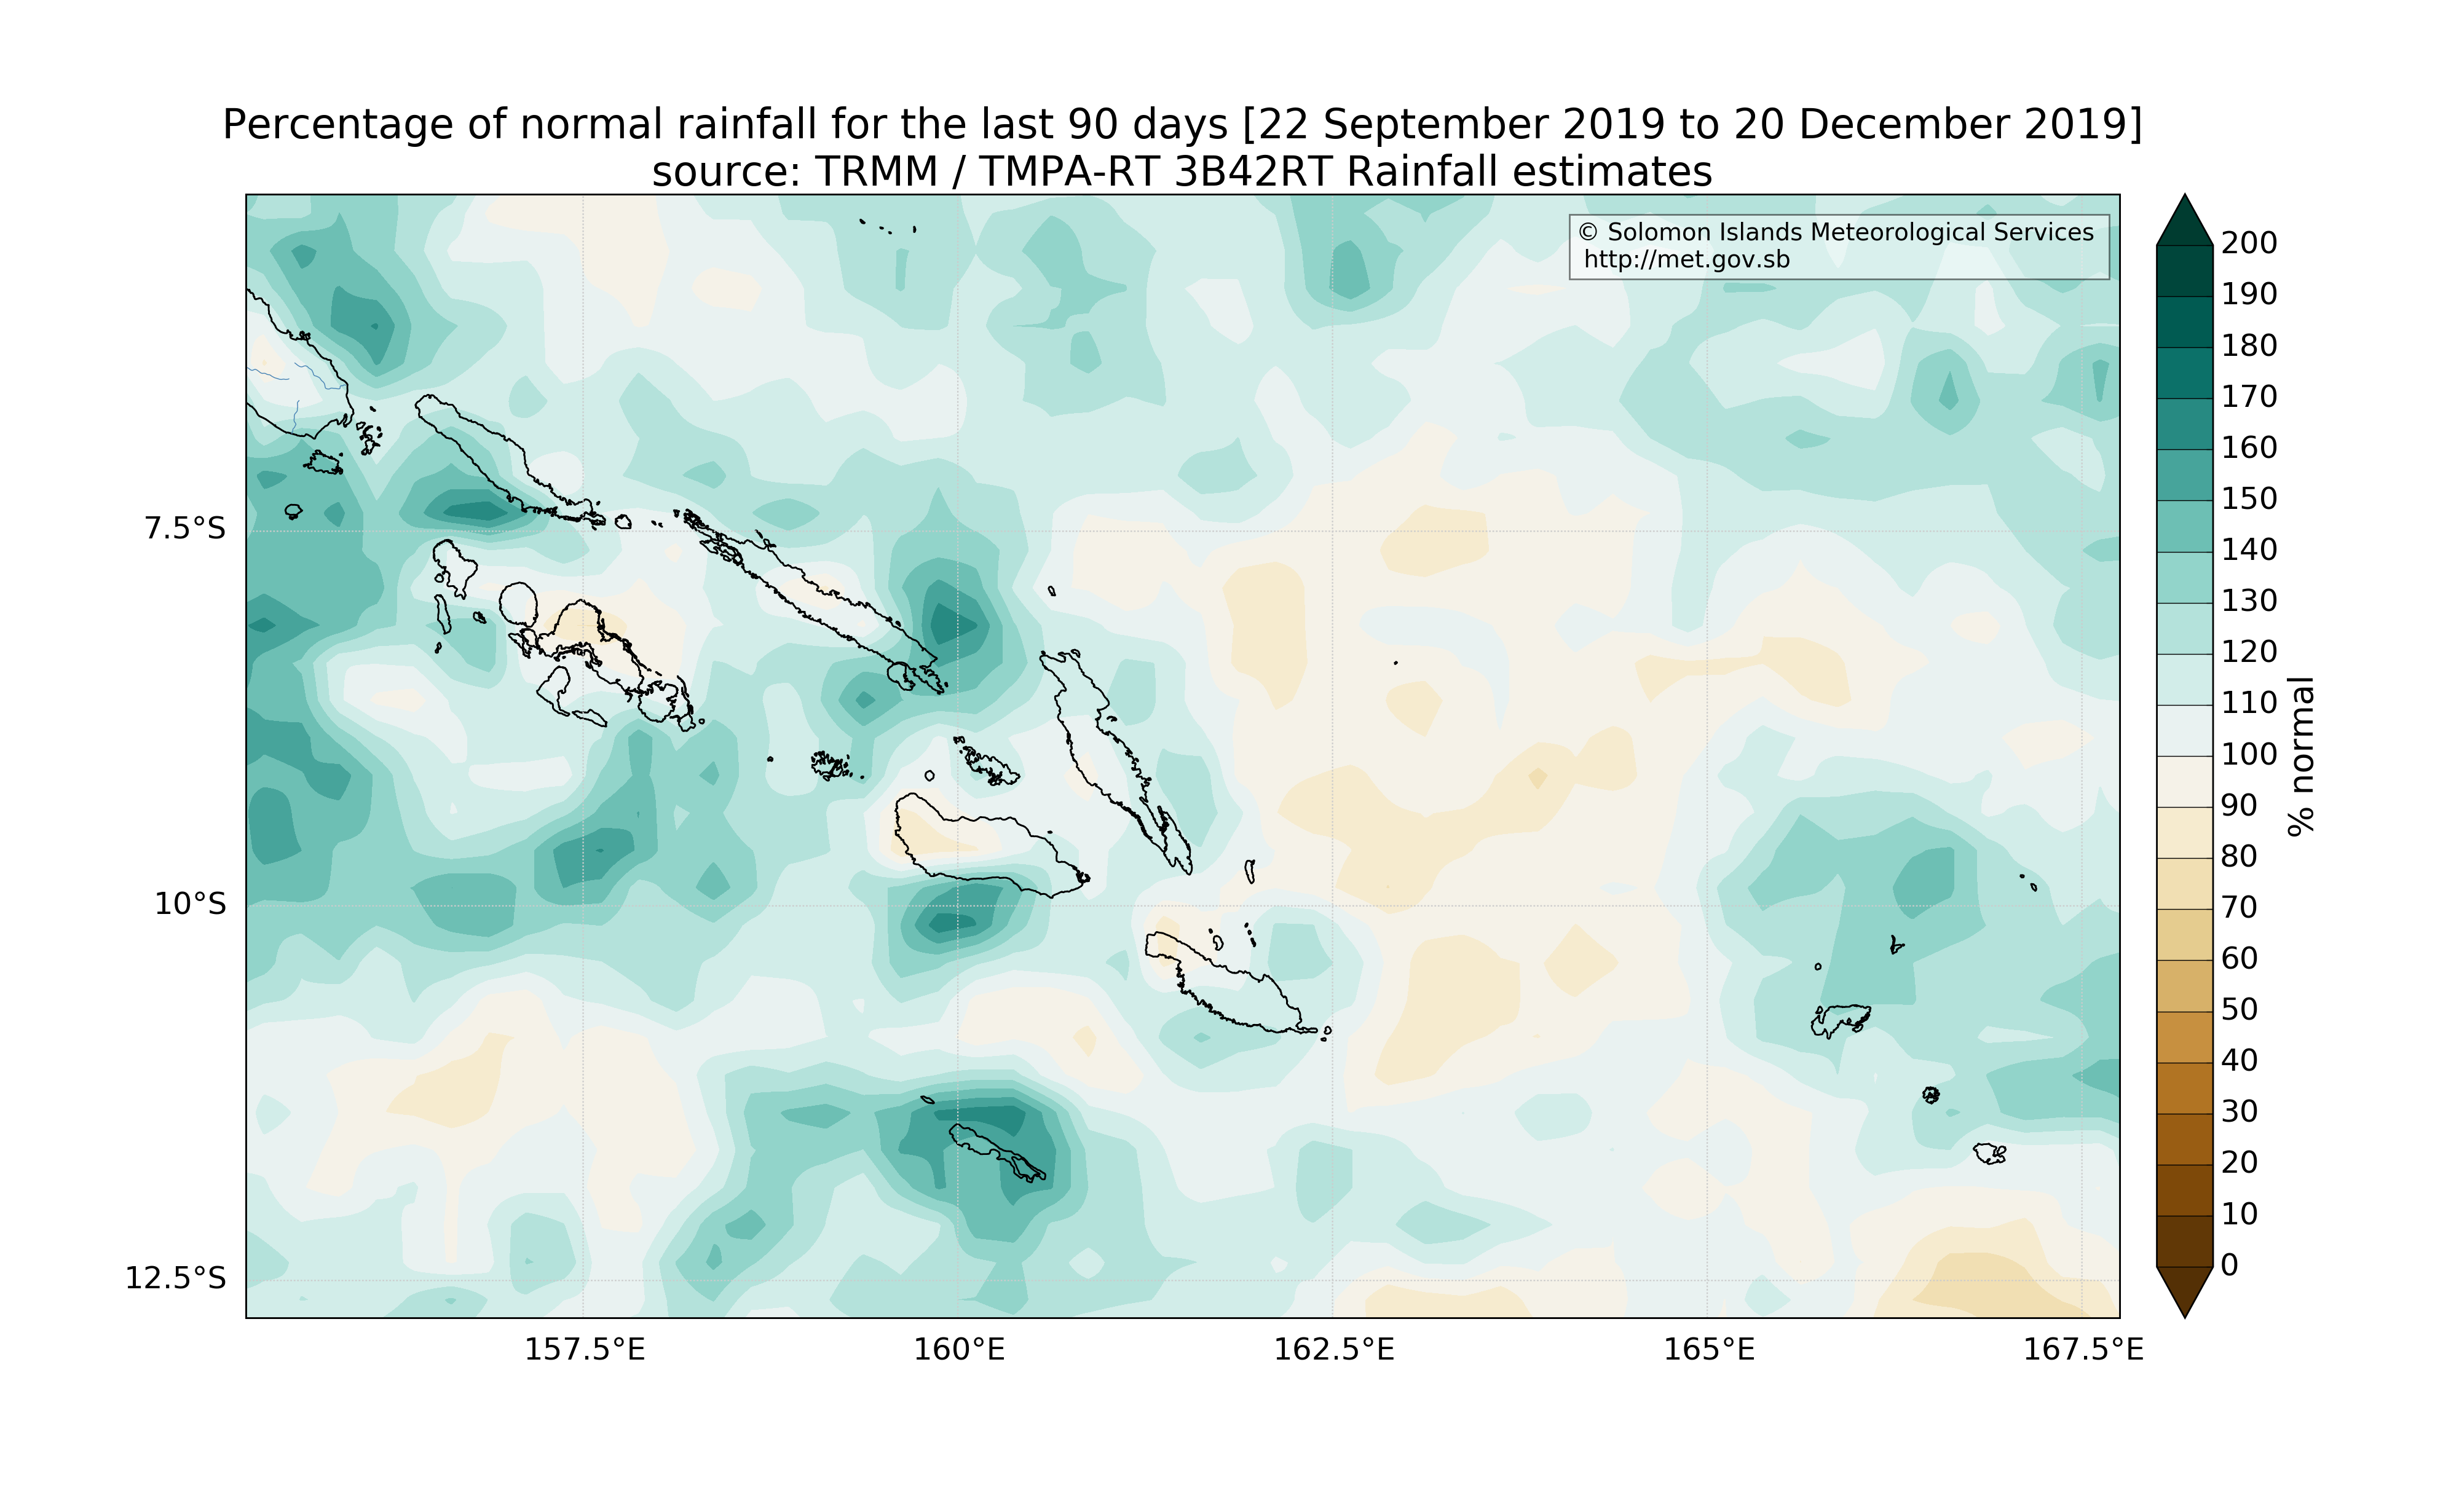 Percentage of normal rainfall for the last 90 days [22 September 2019 to 20 December 2019]
source: TRMM / TMPA-RT 3B42RT Rainfall estimates
© Solomon Islands Meteorological Services
http://met.gov.sb
7.5°S
10°S
12.5°S
157.5°E
160°E
162.5°E
165°E
167.5°E
200
190
180
170
160
150
140
130
120
110
100
90
80
70
60
50
40
30
20
10
0
% normal